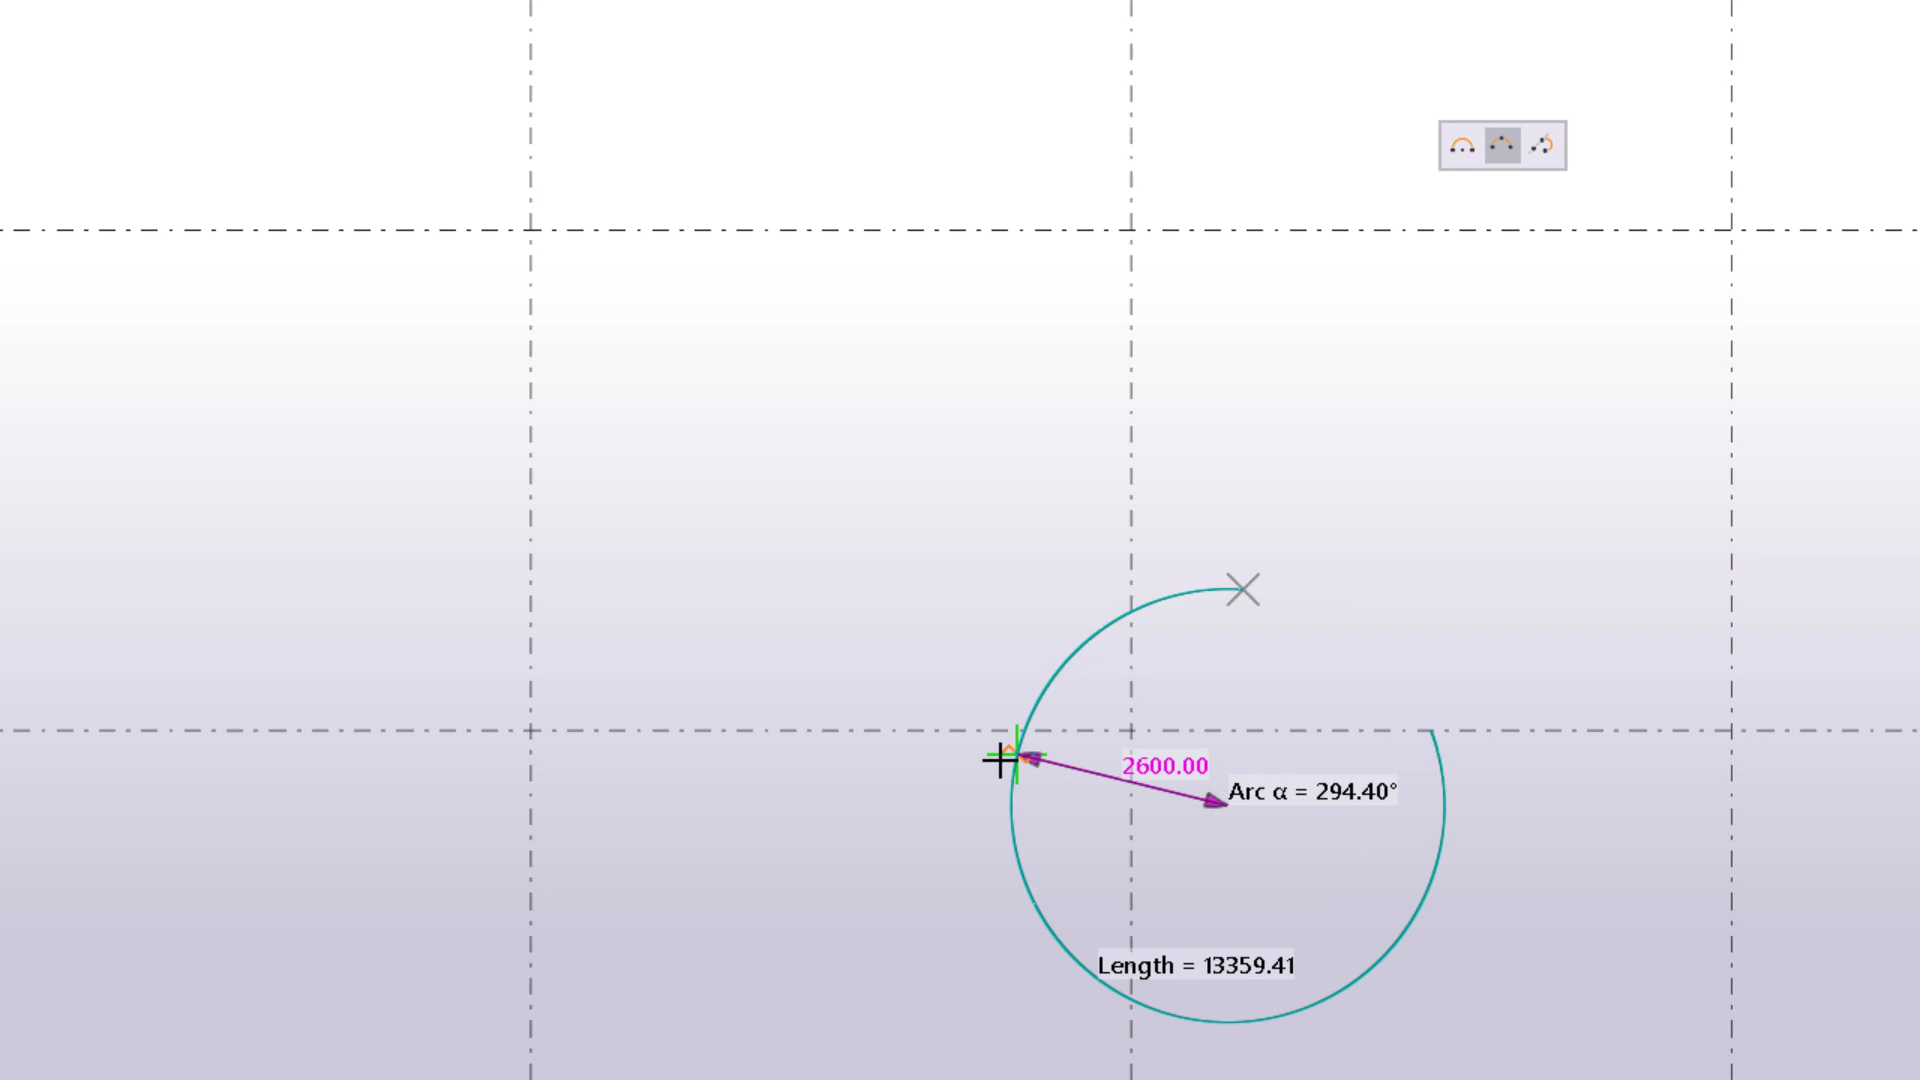 2600.00
Arc α = 294.40°
Length = 13359.41